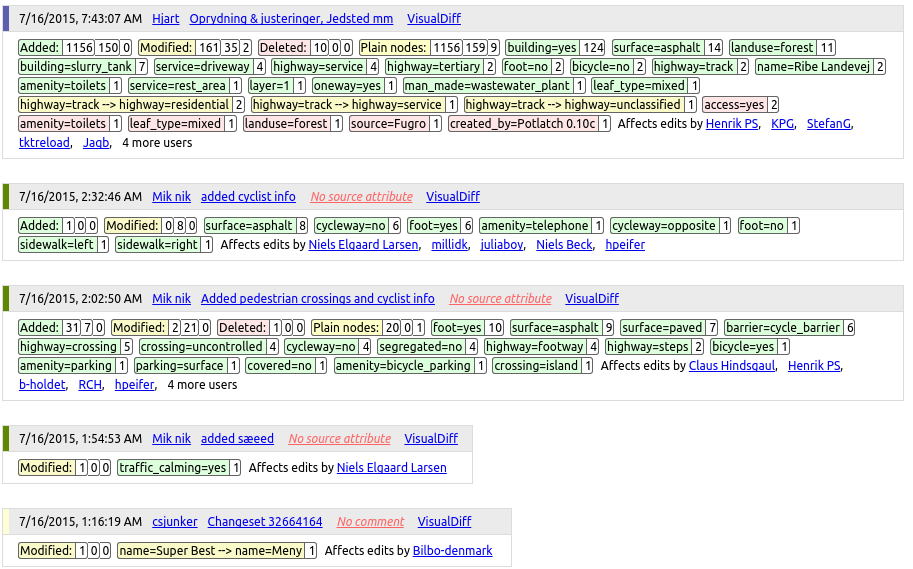 7/16/2015, 7:43:07 AM Hjart Oprydning & justeringer, Jedsted mm VisualDiff
Added: 1156 150 0 Modified: 161 35 2 Deleted: 10 0 0 Plain nodes: 1156 159 9 building=yes 124 surface=asphalt 14 landuse=forest 11
building=slurry_tank 7 service=driveway 4 highway=service 4 highway=tertiary 2 foot=no 2 bicycle=no 2 highway=track 2 name=Ribe Landevej 2
amenity=toilets 1 service=rest_area 1 layer=1 1 oneway=yes 1 man_made=wastewater_plant 1 leaf_type=mixed 1
highway=track --> highway=residential 2 highway=track --> highway=service 1 highway=track --> highway=unclassified 1 access=yes 2
amenity=toilets 1 leaf_type=mixed 1 landuse=forest 1 source=Fugro 1 created_by=Potlatch 0.10c 1 Affects edits by Henrik PS, KPG, StefanG,
tktreload, Jagb, 4 more users
7/16/2015, 2:32:46 AM Mik nik added cyclist info No source attribute VisualDiff
Added: 1 0 0 Modified: 0 8 0 surface=asphalt 8 cycleway=no 6 foot=yes 6 amenity=telephone 1 cycleway=opposite 1 foot=no 1
sidewalk=left 1 sidewalk=right 1 Affects edits by Niels Elgaard Larsen, millidk, juliaboy, Niels Beck, hpeifer
7/16/2015, 2:02:50 AM Mik nik Added pedestrian crossings and cyclist info No source attribute VisualDiff
Added: 31 7 0 Modified: 2 21 0 Deleted: 1 0 0 Plain nodes: 20 0 1 foot=yes 10 surface=asphalt 9 surface=paved 7 barrier=cycle_barrier 6
highway=crossing 5 crossing=uncontrolled 4 cycleway=no 4 segregated=no 4 highway=footway 4 highway=steps 2 bicycle=yes 1
amenity=parking 1 parking=surface 1 covered=no 1 amenity=bicycle_parking 1 crossing=island 1 Affects edits by Claus Hindsgaul, Henrik PS,
b-holdet, RCH, hpeifer, 4 more users
7/16/2015, 1:54:53 AM Mik nik added sæeed No source attribute VisualDiff
Modified: 1 0 0 traffic_calming=yes 1 Affects edits by Niels Elgaard Larsen
7/16/2015, 1:16:19 AM csjunker Changeset 32664164 No comment VisualDiff
Modified: 1 0 0 name=Super Best --> name=Meny 1 Affects edits by Bilbo-denmark